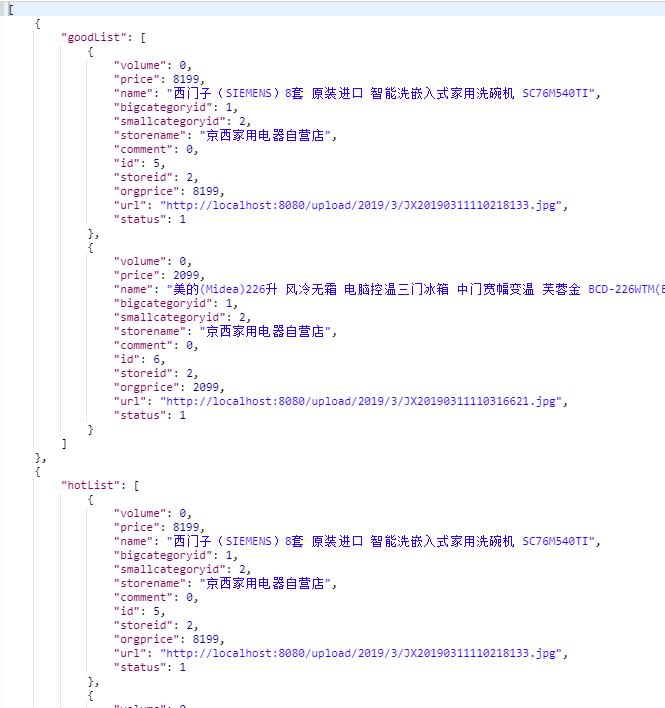 [
{
"goodList": [
{
"volume": 0,
"price": 8199,
"name": "西门子（SIEMENS）8套 原装进口 智能洗嵌入式家用洗碗机 SC76M540TI",
"bigcategoryid": 1,
"smallcategoryid": 2,
"storename": "京西家用电器自营店",
"comment": 0,
"id": 5,
"storeid": 2,
"orgprice": 8199,
"url": "http://localhost:8080/upload/2019/3/JX20190311110218133.jpg",
"status": 1
},
{
"volume": 0,
"price": 2099,
"name": "美的(Midea)226升 风冷无霜 电脑控温三门冰箱 中门宽幅变温 芙蓉金 BCD-226WTM(E
"bigcategoryid": 1,
"smallcategoryid": 2,
"storename": "京西家用电器自营店",
"comment": 0,
"id": 6,
"storeid": 2,
"orgprice": 2099,
"url": "http://localhost:8080/upload/2019/3/JX20190311110316621.jpg",
"status": 1
}
]
},
{
"hotList": [
{
"volume": 0,
"price": 8199,
"name": "西门子（SIEMENS）8套 原装进口 智能洗嵌入式家用洗碗机 SC76M540TI",
"bigcategoryid": 1,
"smallcategoryid": 2,
"storename": "京西家用电器自营店",
"comment": 0,
"id": 5,
"storeid": 2,
"orgprice": 8199,
"url": "http://localhost:8080/upload/2019/3/JX20190311110218133.jpg",
"status": 1
},
{